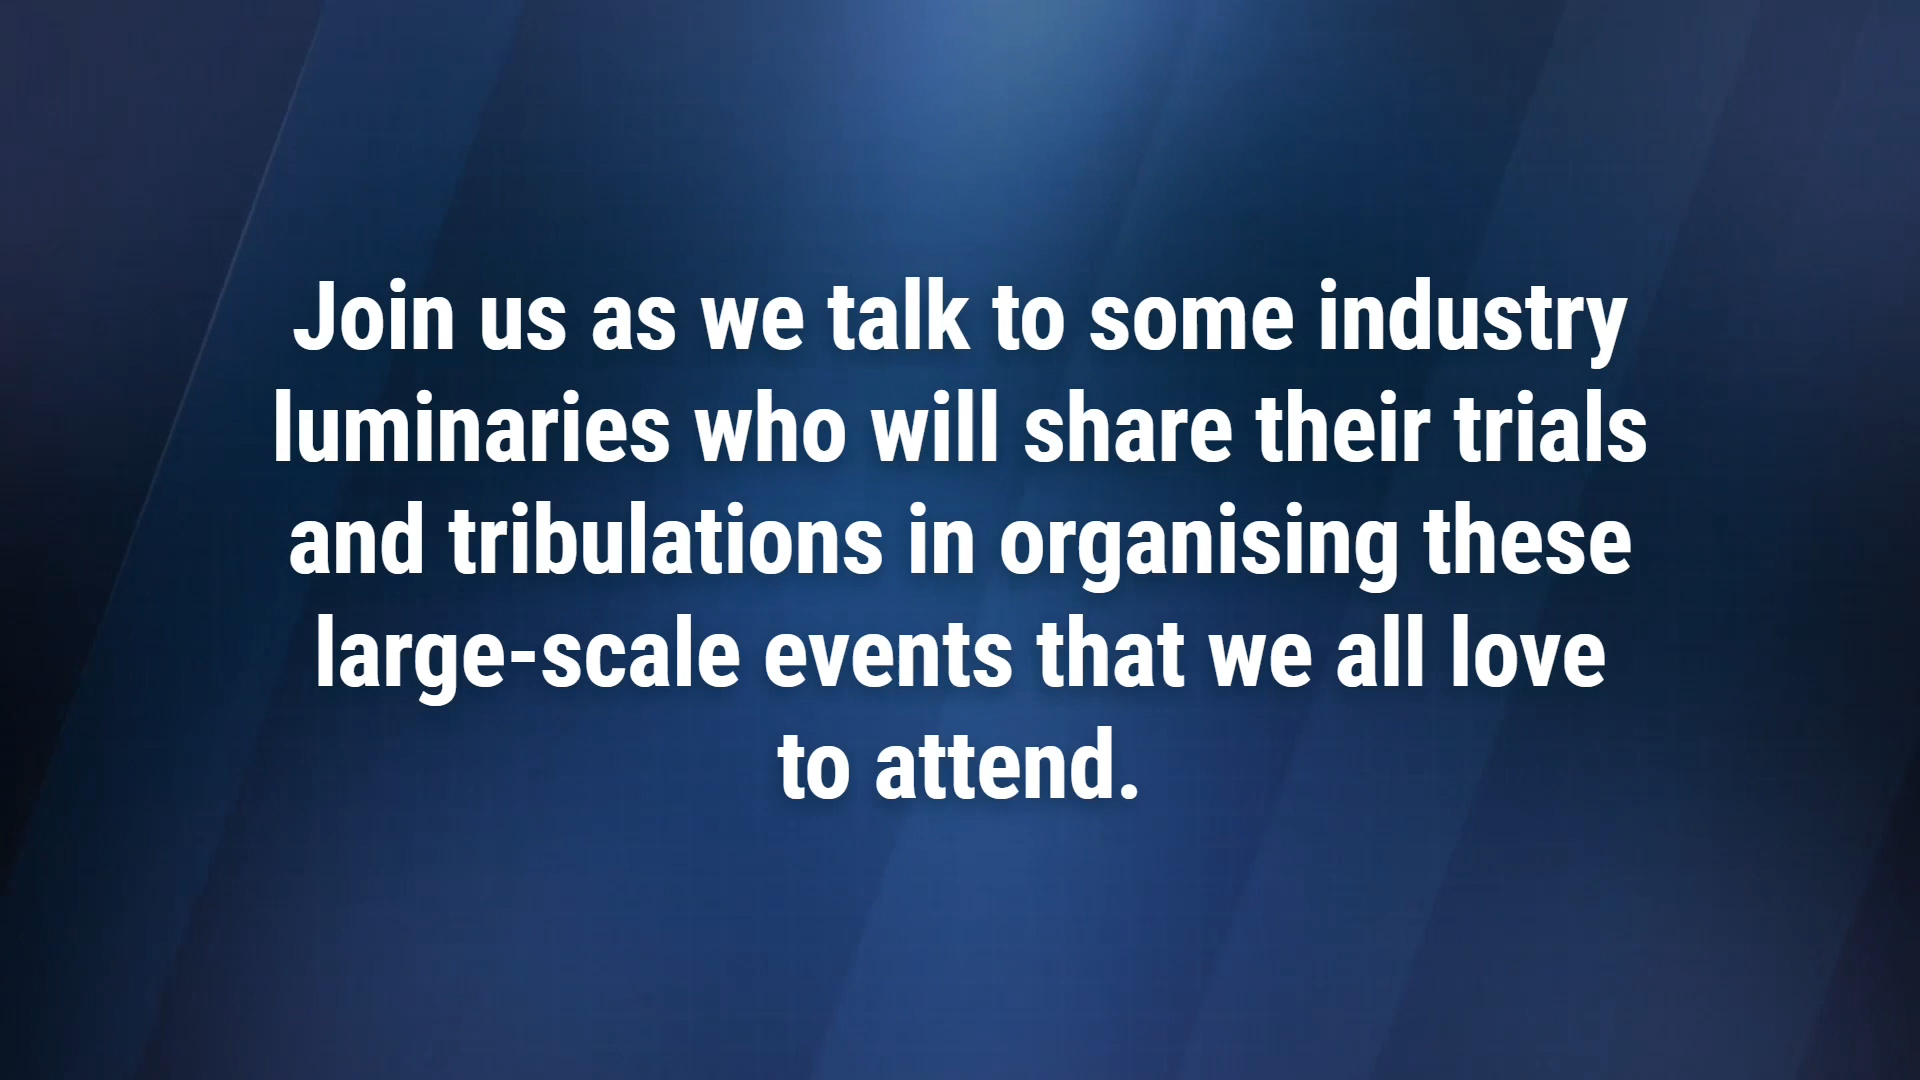 Join us as we talk to some industry
luminaries who will share their trials
and tribulations in organising these
large-scale events that we all love
to attend.